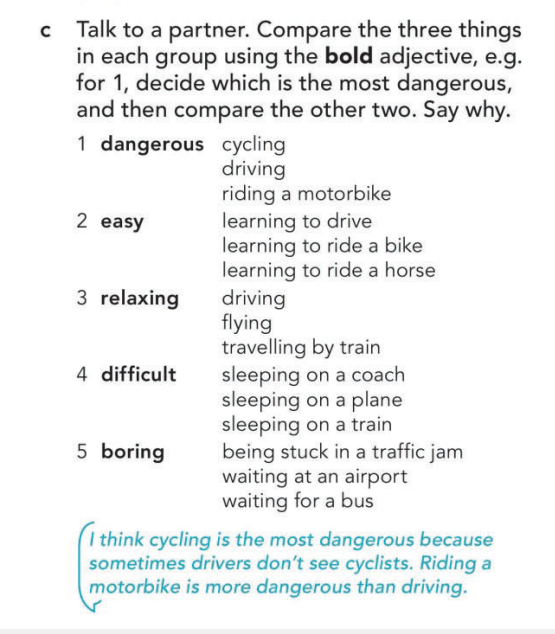 c Talk to a partner. Compare the three things
in each group using the bold adjective, e.g.
for 1, decide which is the most dangerous,
and then compare the other two. Say why.
1 dangerous cycling
driving
riding a motorbike
2 easy learning to drive
learning to ride a bike
learning to ride a horse
3 relaxing driving
flying
travelling by train
4 difficult sleeping on a coach
sleeping on a plane
sleeping on a train
5 boring being stuck in a traffic jam
waiting at an airport
waiting for a bus
I think cycling is the most dangerous because
sometimes drivers don't see cyclists. Riding a
motorbike is more dangerous than driving.